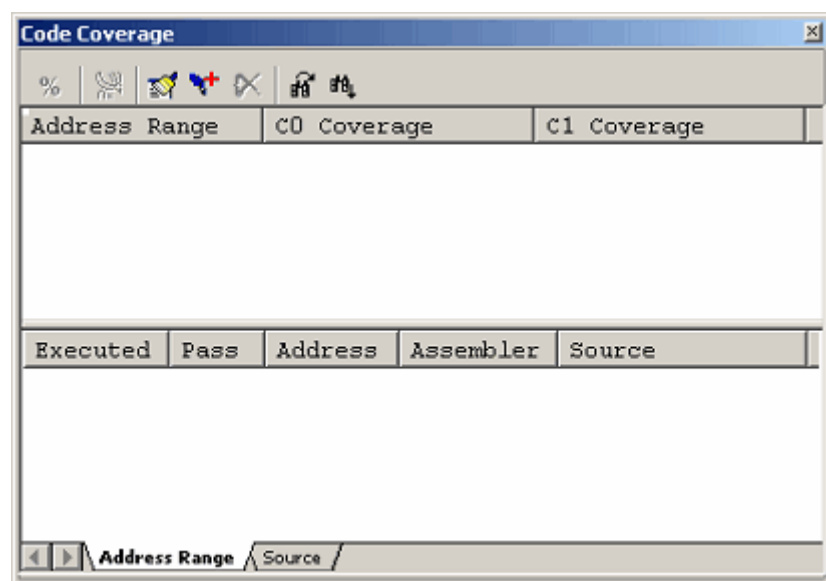 Code Coverage
%
Address Range C0 Coverage C1 Coverage
Executed Pass Address Assembler Source
Address Range Source